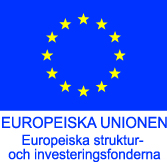 EUROPEISKA UNIONEN
Europeiska struktur-
och investeringsfonderna